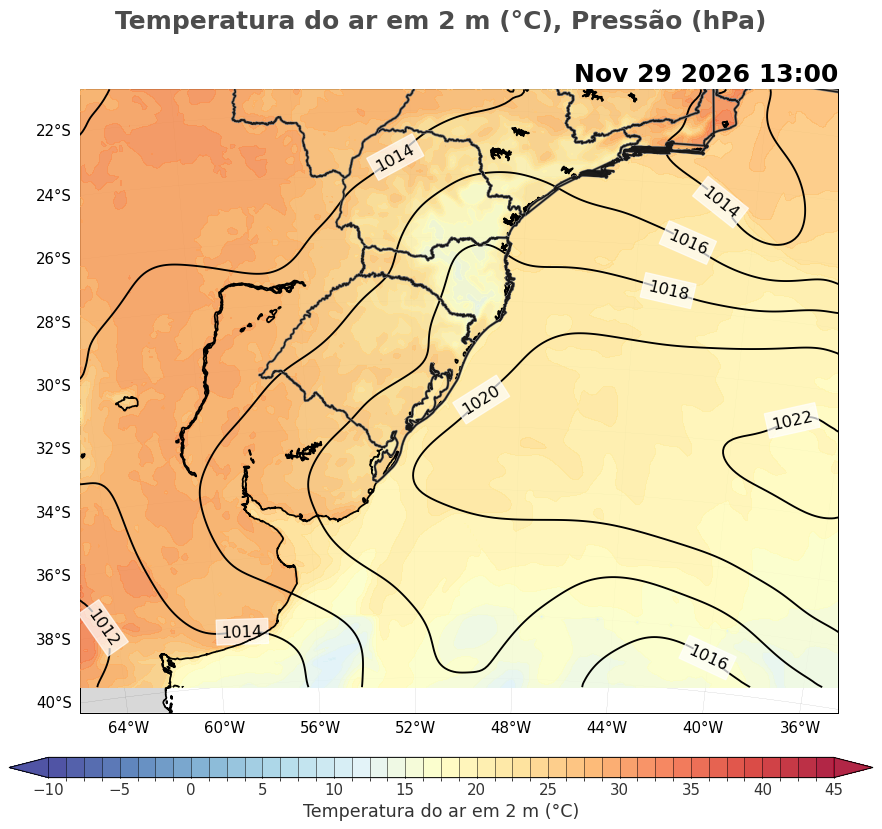 Temperatura do ar em 2 m (°C), Pressão (hPa)
Nov 29 2026 13:00
22°S
24°S
26°S
28°S
30°S
32°S
34°S
36°S
38°S
40°S
1014
1014
1016
1018
1020
1022
1012
1014
1016
64°W 60°W 56°W 52°W 48°W 44°W 40°W 36°W
−10 −5 0 5 10 15 20 25 30 35 40 45
Temperatura do ar em 2 m (°C)